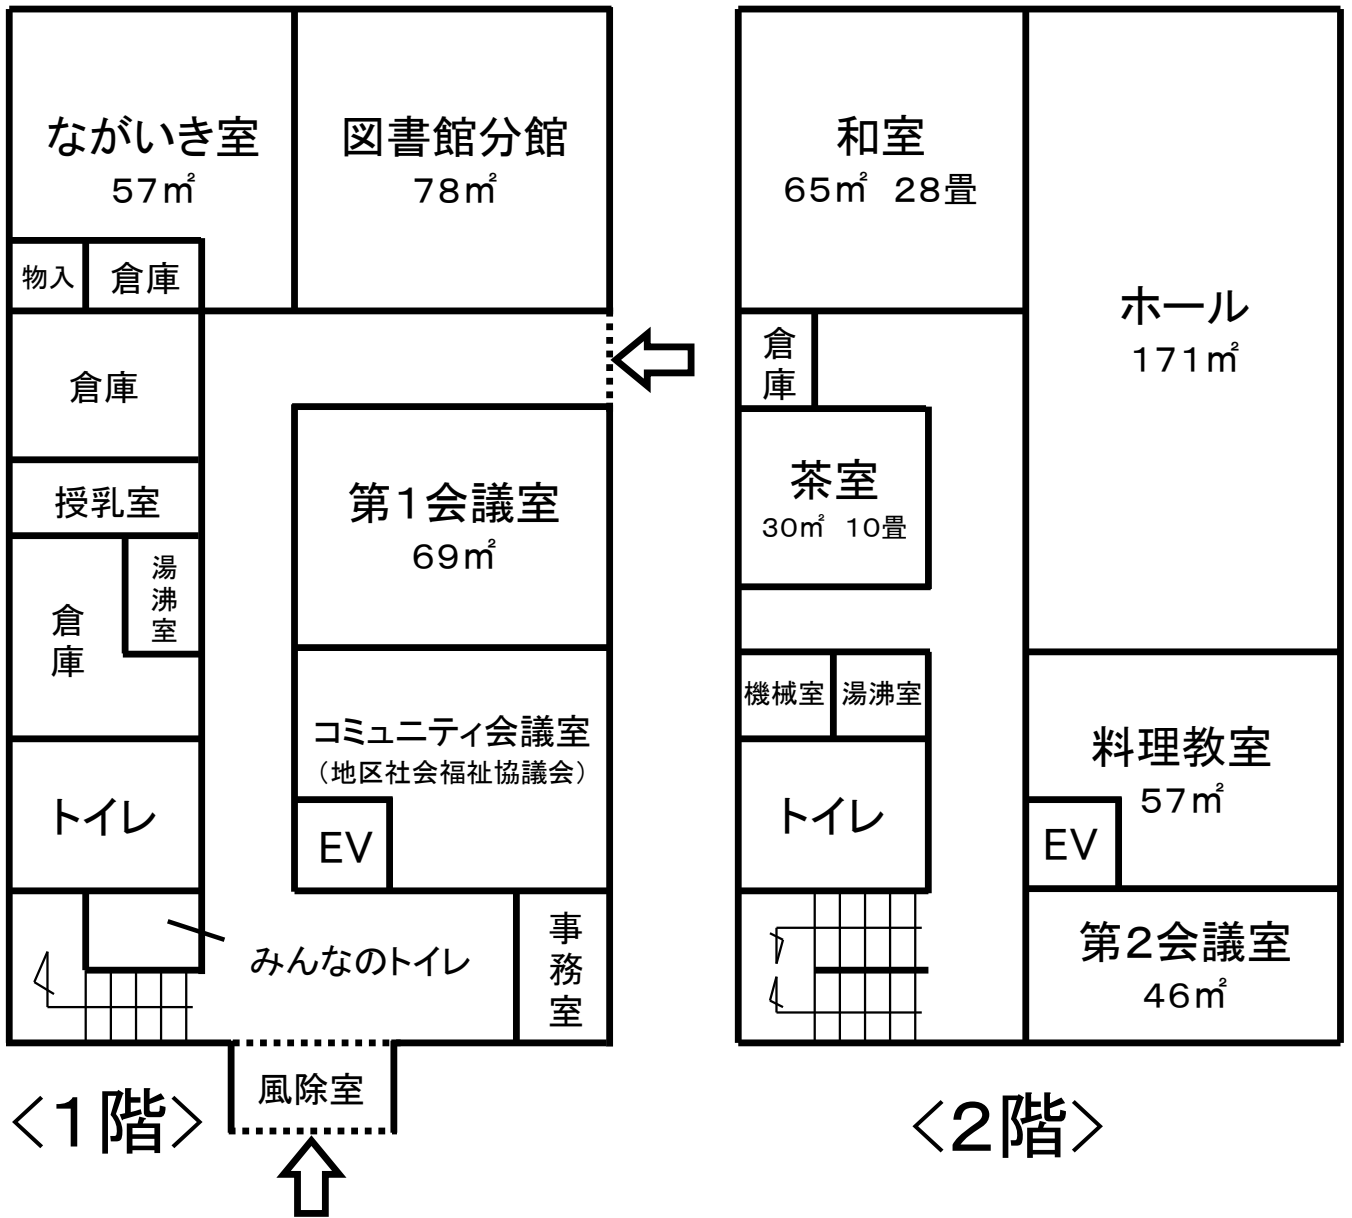 ながいき室
57㎡
図書館分館
78㎡
物入
倉庫
倉庫
授乳室
湯沸室
倉庫
第1会議室
69㎡
コミュニティ会議室
（地区社会福祉協議会）
EV
トイレ
みんなのトイレ
事務室
風除室
<1階>
和室
65㎡ 28畳
ホール
171㎡
倉庫
茶室
30㎡ 10畳
機械室
湯沸室
トイレ
料理教室
57㎡
EV
第2会議室
46㎡
<2階>